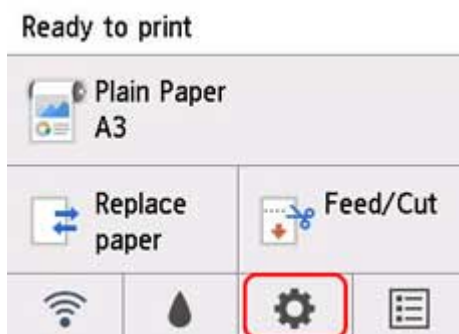 Ready to print
Plain Paper
A3
Replace
paper
Feed/Cut